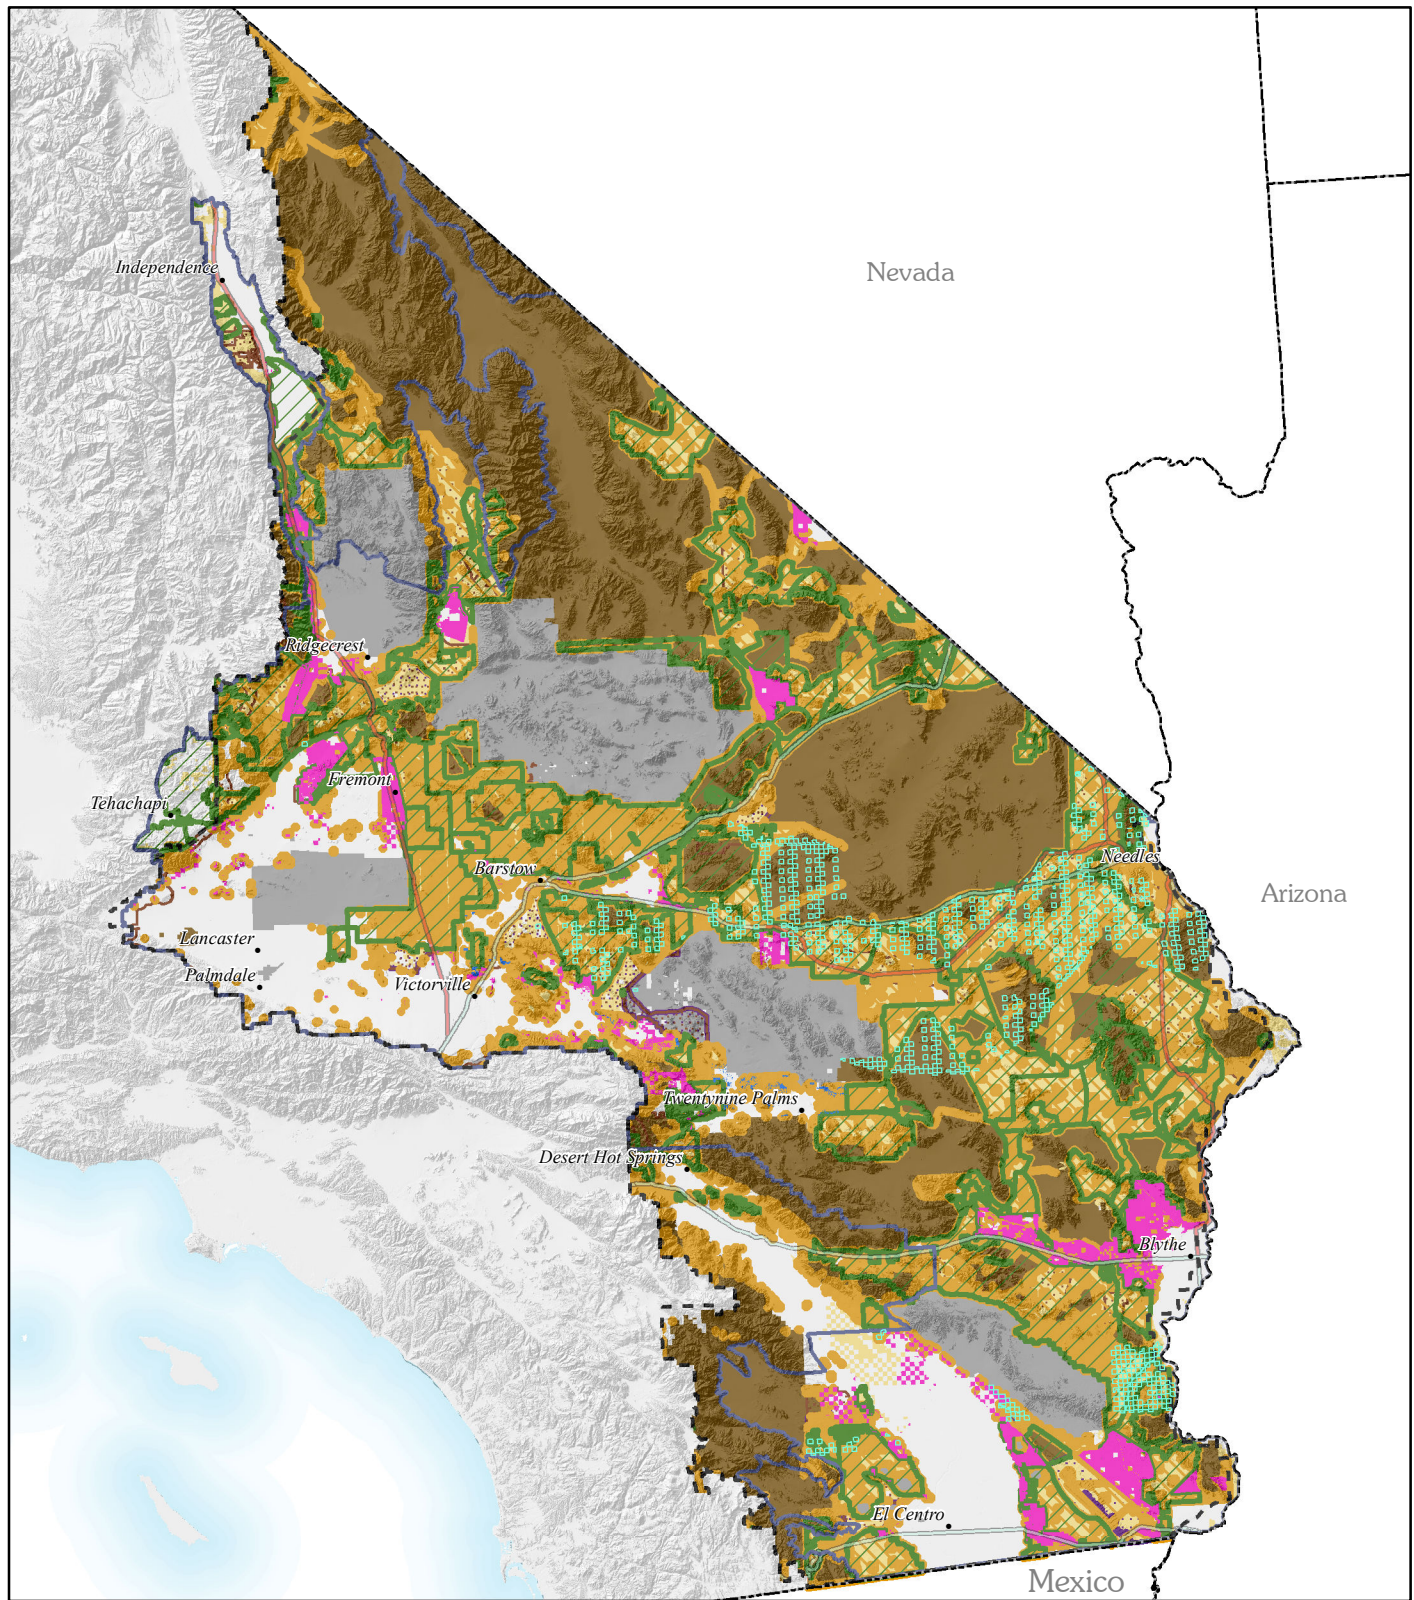 Nevada
Independence
Ridgecrest
Fremont
Tehachapi
Barstow
Needles
Arizona
Lancaster
Palmdale
Victorville
Twentynine Palms
Desert Hot Springs
Blythe
El Centro
Mexico